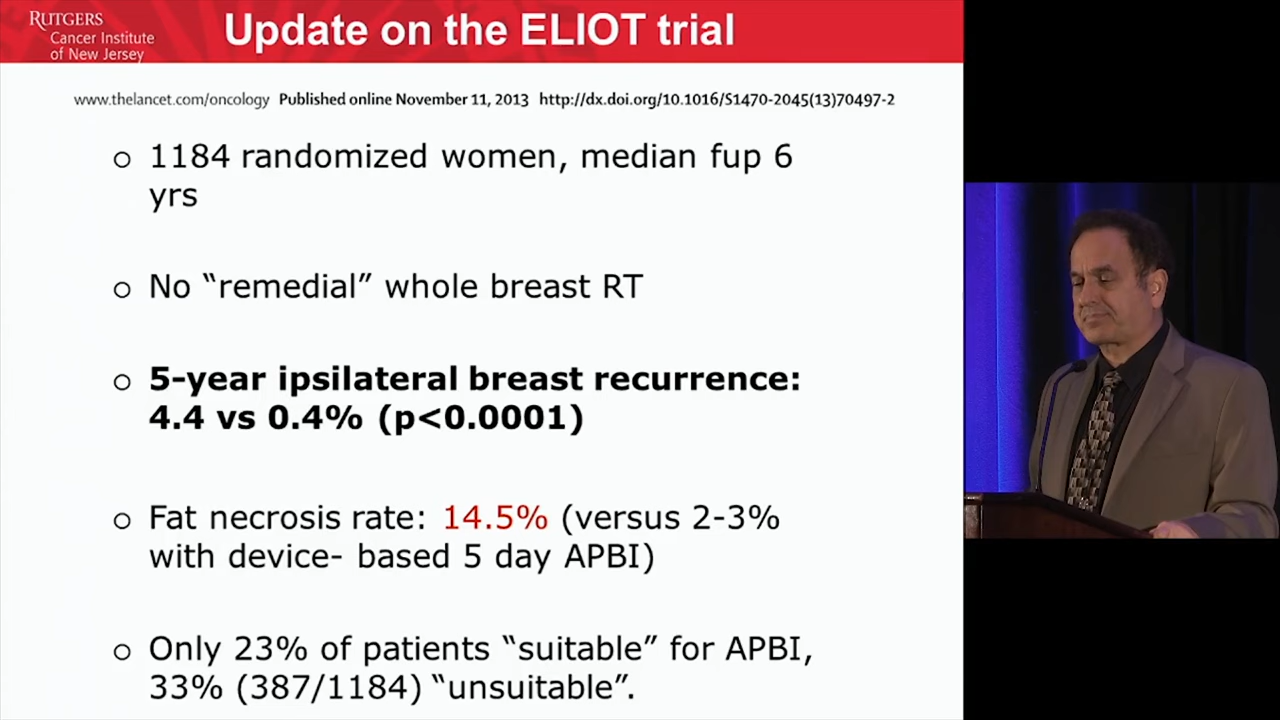 RUTGERS
Cancer Institute
of New Jersey
Update on the ELIOT trial
www.thelancet.com/oncology Published online November 11, 2013 http://dx.doi.org/10.1016/S1470-2045(13)70497-2
o 1184 randomized women, median fup 6
yrs
o No “remedial” whole breast RT
o 5-year ipsilateral breast recurrence:
4.4 vs 0.4% (p<0.0001)
o Fat necrosis rate: 14.5% (versus 2-3%
with device- based 5 day APBI)
o Only 23% of patients “suitable” for APBI,
33% (387/1184) “unsuitable”.